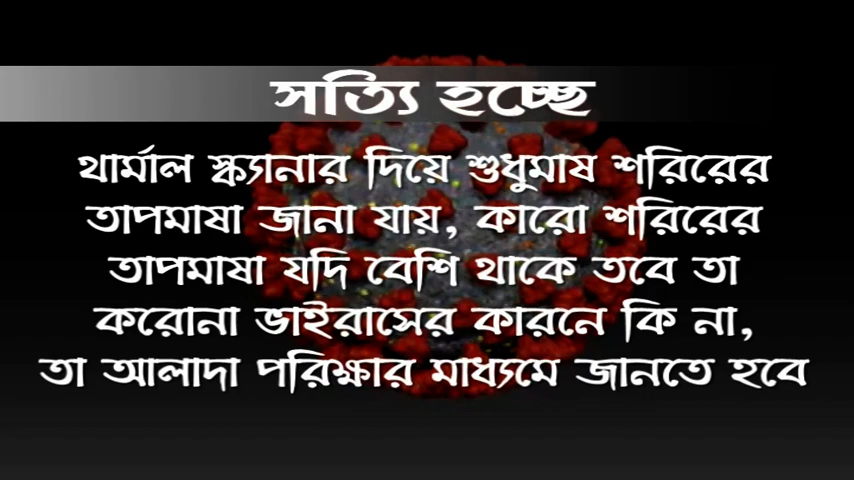 সত্যি হচ্ছে
থার্মাল স্ক্যানার দিয়ে শুধুমাষ শরিরের
তাপমাষা জানা যায়, কারো শরিরের
তাপমাষা যদি বেশি থাকে তবে তা
করোনা ভাইরাসের কারনে কি না,
তা আলাদা পরিক্ষার মাধ্যমে জানতে হবে